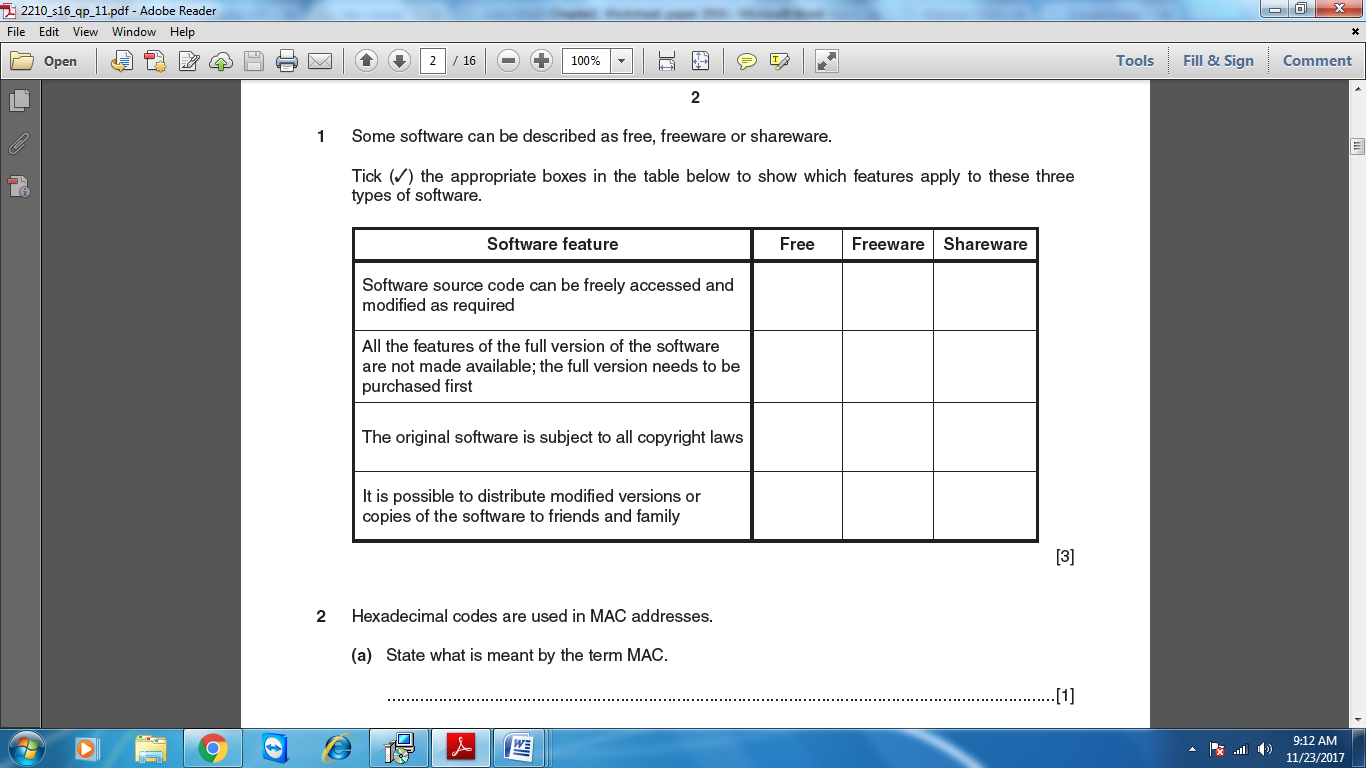 2210_s16_qp_11.pdf - Adobe Reader
File Edit View Window Help
Open 2 / 16 100% Tools Fill & Sign Comment
2
1 Some software can be described as free, freeware or shareware.
Tick (✓) the appropriate boxes in the table below to show which features apply to these three
types of software.
Software feature Free Freeware Shareware
Software source code can be freely accessed and
modified as required
All the features of the full version of the software
are not made available; the full version needs to be
purchased first
The original software is subject to all copyright laws
It is possible to distribute modified versions or
copies of the software to friends and family
[3]
2 Hexadecimal codes are used in MAC addresses.
(a) State what is meant by the term MAC.
...................................................................................................................................................[1]
9:12 AM
11/23/2017